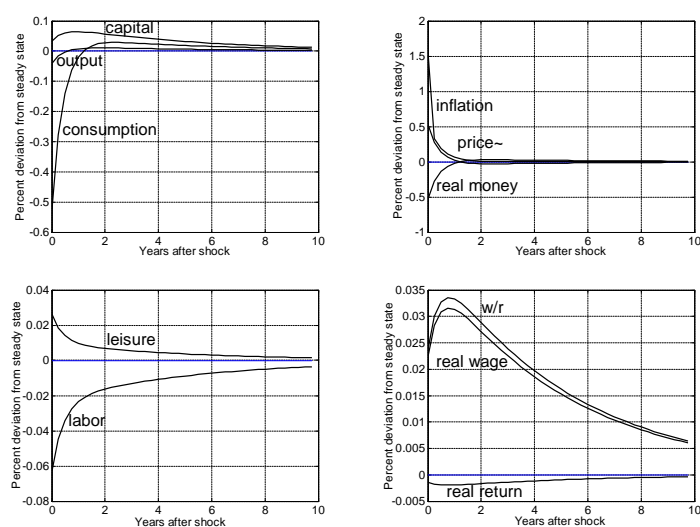 Percent deviation from steady state
0.1
0
-0.1
-0.2
-0.3
-0.4
-0.5
-0.6
capital
output
consumption
0 2 4 6 8 10
Years after shock
Percent deviation from steady state
2
1.5
1
0.5
0
-0.5
-1
inflation
price~
real money
0 2 4 6 8 10
Years after shock
Percent deviation from steady state
0.04
0.02
0
-0.02
-0.04
-0.06
-0.08
leisure
labor
0 2 4 6 8 10
Years after shock
Percent deviation from steady state
0.035
0.03
0.025
0.02
0.015
0.01
0.005
0
-0.005
w/r
real wage
real return
0 2 4 6 8 10
Years after shock